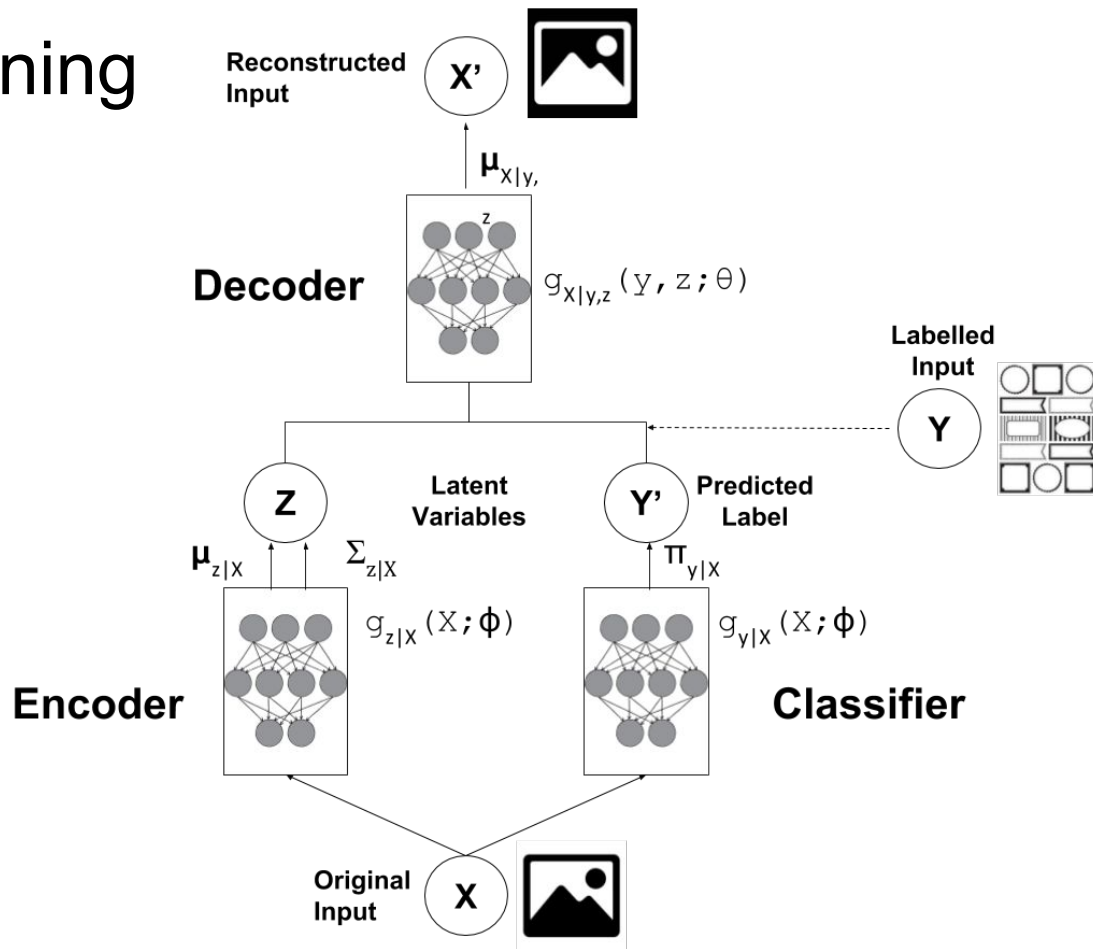 ning
Reconstructed
Input
X'
μX|y,
z
Decoder
gX|y,z(y,z;θ)
Labelled
Input
Y
Z
Latent
Variables
Y'
Predicted
Label
μz|X
Σz|X
πy|X
gz|X(X;ϕ)
gy|X(X;ϕ)
Encoder
Classifier
Original
Input
X